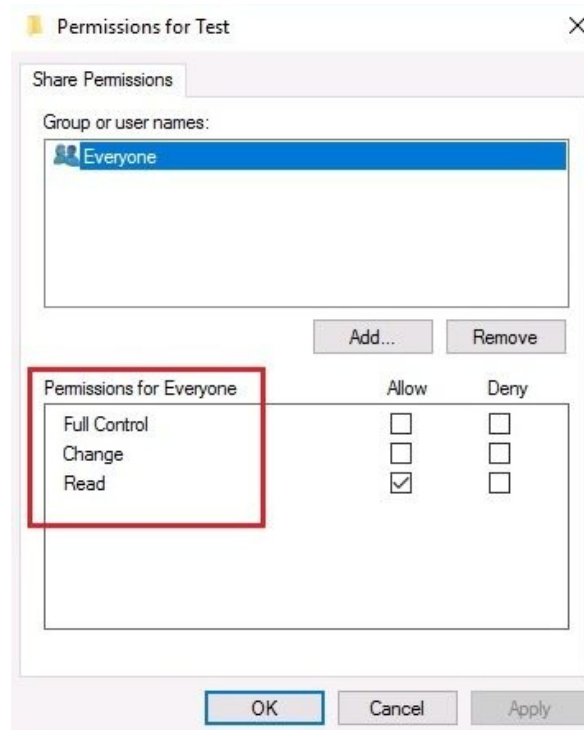 Permissions for Test
Share Permissions
Group or user names:
Everyone
Add... Remove
Permissions for Everyone Allow Deny
Full Control
Change
Read
OK Cancel Apply